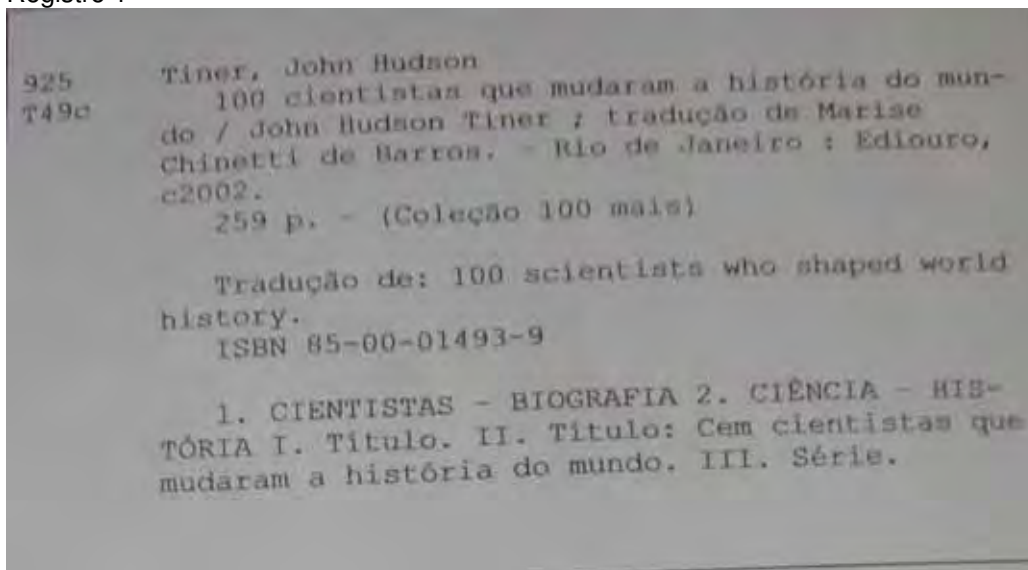 Registro 1
925 Tiner, John Hudson
T49c 100 cientistas que mudaram a história do mun-
do / John Hudson Tiner ; tradução de Marise
Chinetti de Barros. - Rio de Janeiro : Ediouro,
c2002.
259 p. - (Coleção 100 mais)
Tradução de: 100 scientists who shaped world
history.
ISBN 85-00-01493-9
1. CIENTISTAS - BIOGRAFIA 2. CIÊNCIA - HIS-
TÓRIA I. Título. II. Título: Cem cientistas que
mudaram a história do mundo. III. Série.